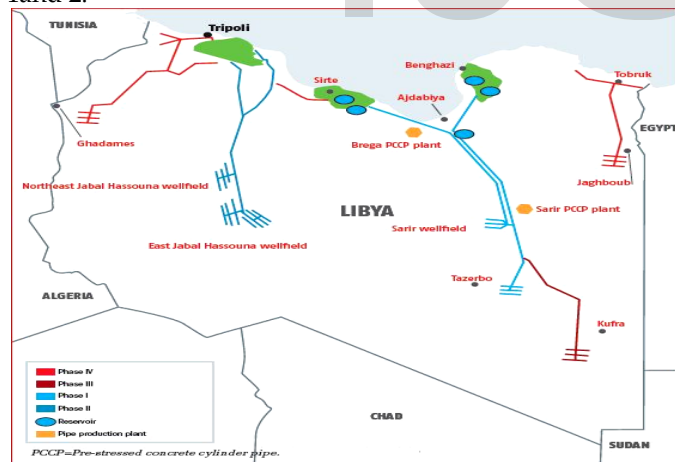 TUNISIA
Tripoli
Benghazi
Sirte
Tobruk
Ajdabiya
EGYPT
Ghadames
Brega PCCP plant
Northeast Jabal Hassouna wellfield
Jaghboub
LIBYA
Sarir PCCP plant
Sarir wellfield
East Jabal Hassouna wellfield
Tazerbo
ALGERIA
Kufra
Phase IV
Phase III
Phase I
Phase II
Reservoir
Pipe production plant
CHAD
SUDAN
PCCP=Pre-stressed concrete cylinder pipe.